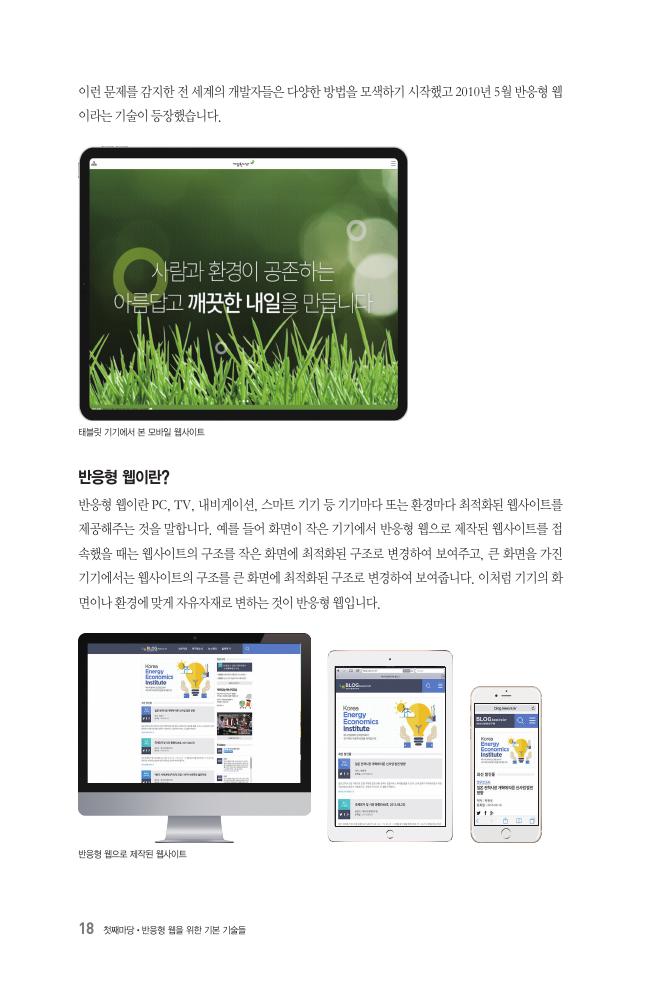 이런 문제를 감지한 전 세계의 개발자들은 다양한 방법을 모색하기 시작했고 2010년 5월 반응형 웹
이라는 기술이 등장했습니다.
사람과 환경이 공존하는
아름답고 깨끗한 내일을 만듭니다
태블릿 기기에서 본 모바일 웹사이트
반응형 웹이란?
반응형 웹이란 PC, TV, 내비게이션, 스마트 기기 등 기기마다 또는 환경마다 최적화된 웹사이트를
제공해주는 것을 말합니다. 예를 들어 화면이 작은 기기에서 반응형 웹으로 제작된 웹사이트를 접
속했을 때는 웹사이트의 구조를 작은 화면에 최적화된 구조로 변경하여 보여주고, 큰 화면을 가진
기기에서는 웹사이트의 구조를 큰 화면에 최적화된 구조로 변경하여 보여줍니다. 이처럼 기기의 화
면이나 환경에 맞게 자유자재로 변하는 것이 반응형 웹입니다.
BLOG
Korea
Energy
Economics
Institute
BLOG
Korea
Energy
Economics
Institute
BLOG
Korea
Energy
Economics
Institute
최신 발간물
반응형 웹으로 제작된 웹사이트
18 첫째마당 • 반응형 웹을 위한 기본 기술들